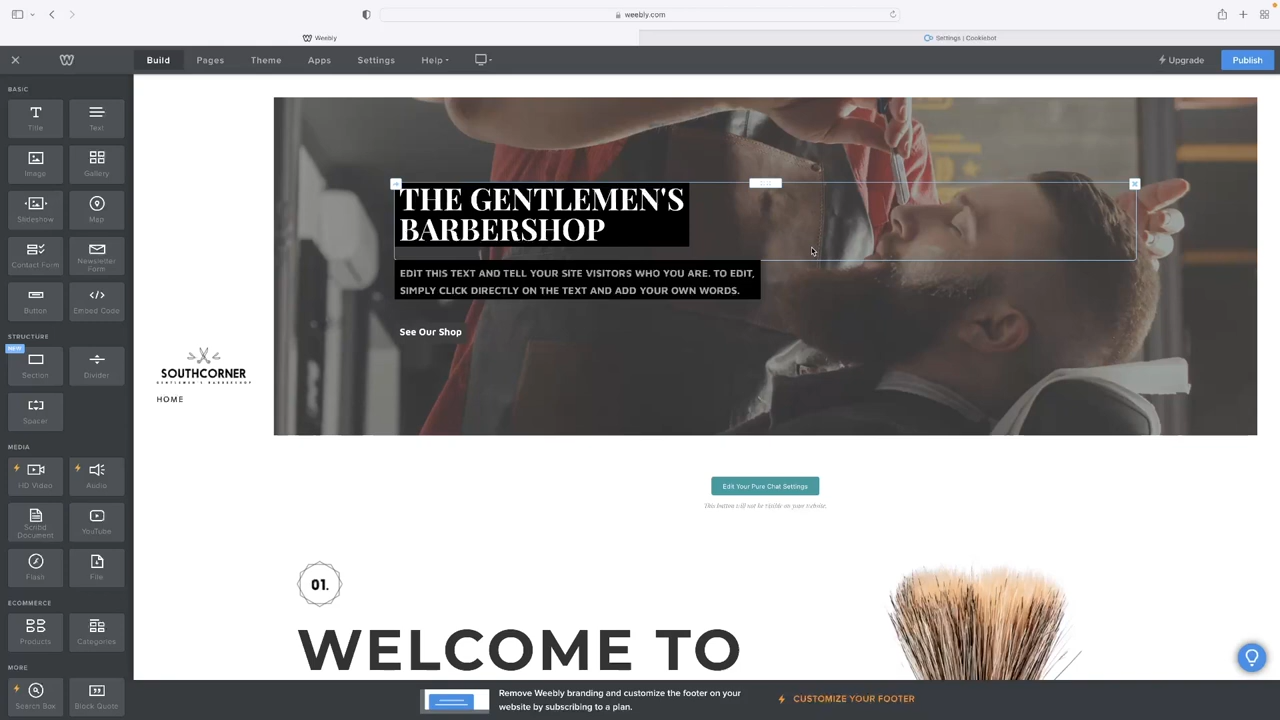 weebly.com
Weebly
Settings | Cookiebot
Build
Pages
Theme
Apps
Settings
Help
Upgrade
Publish
BASIC
Title
Text
Image
Gallery
Slideshow
Map
Contact Form
Newsletter
Form
Button
Embed Code
STRUCTURE
NEW
Section
Divider
Spacer
MEDIA
HD Video
Audio
Scribd
Document
YouTube
Flash
File
ECOMMERCE
Products
Categories
MORE
Search Box
Block Quote
SOUTHCORNER
GENTLEMEN'S BARBERSHOP
HOME
THE GENTLEMEN'S
BARBERSHOP
EDIT THIS TEXT AND TELL YOUR SITE VISITORS WHO YOU ARE. TO EDIT,
SIMPLY CLICK DIRECTLY ON THE TEXT AND ADD YOUR OWN WORDS.
See Our Shop
Edit Your Pure Chat Settings
This button will not be visible on your website.
01.
WELCOME TO
Remove Weebly branding and customize the footer on your
website by subscribing to a plan.
CUSTOMIZE YOUR FOOTER